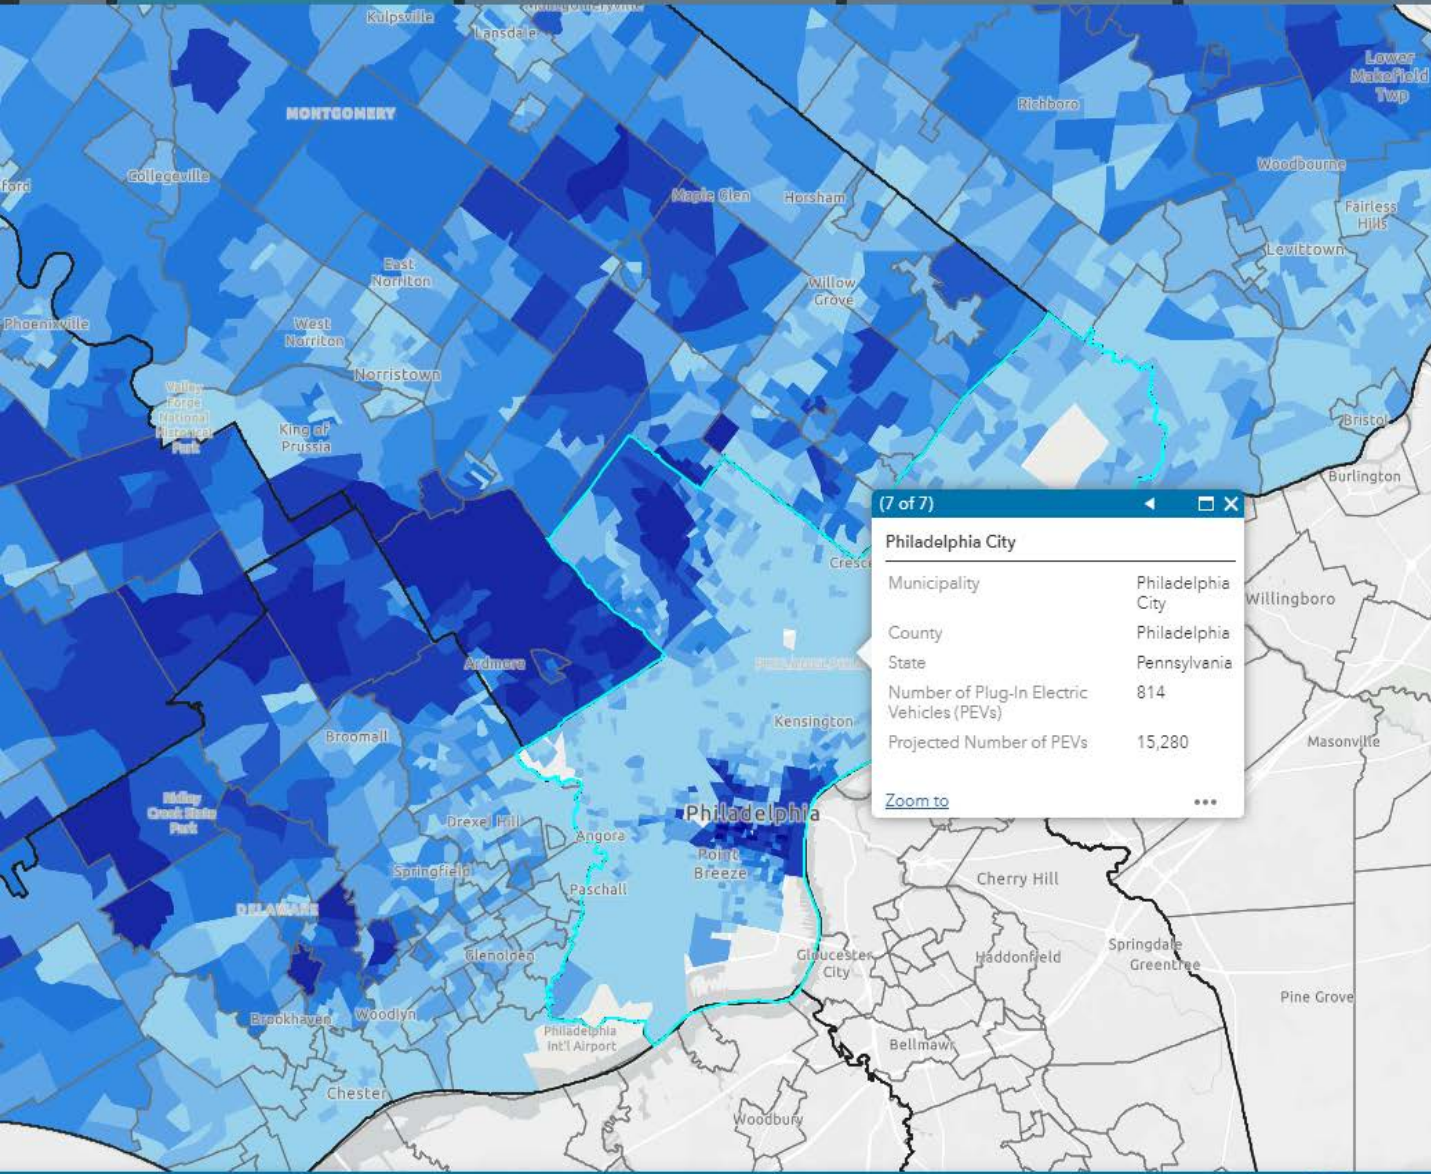 Kulpsville
Montgomeryville
Lansdale
Lower
Makefield
Twp
Richboro
MONTGOMERY
Woodbourne
Collegeville
ford
Maple Glen
Horsham
Fairless
Hills
Levittown
East
Norriton
Willow
Grove
Phoenixville
West
Norriton
Norristown
Valley
Forge
National
Historical
Park
King of
Prussia
Bristol
Burlington
(7 of 7)
Philadelphia City
Cresce
Municipality
Philadelphia
City
Willingboro
County
Philadelphia
State
Pennsylvania
Ardmore
PHILADELPHIA
Number of Plug-In Electric
Vehicles (PEVs)
814
Kensington
Broomall
Projected Number of PEVs
15,280
Masonville
Ridley
Creek State
Park
Zoom to
Philadelphia
Drexel Hill
Angora
Point
Breeze
Springfield
Paschall
Cherry Hill
DELAWARE
Glenolden
Gloucester
City
Haddonfield
Springdale
Greentree
Pine Grove
Brookhaven
Woodlyn
Philadelphia
Int'l Airport
Bellmawr
Chester
Woodbury